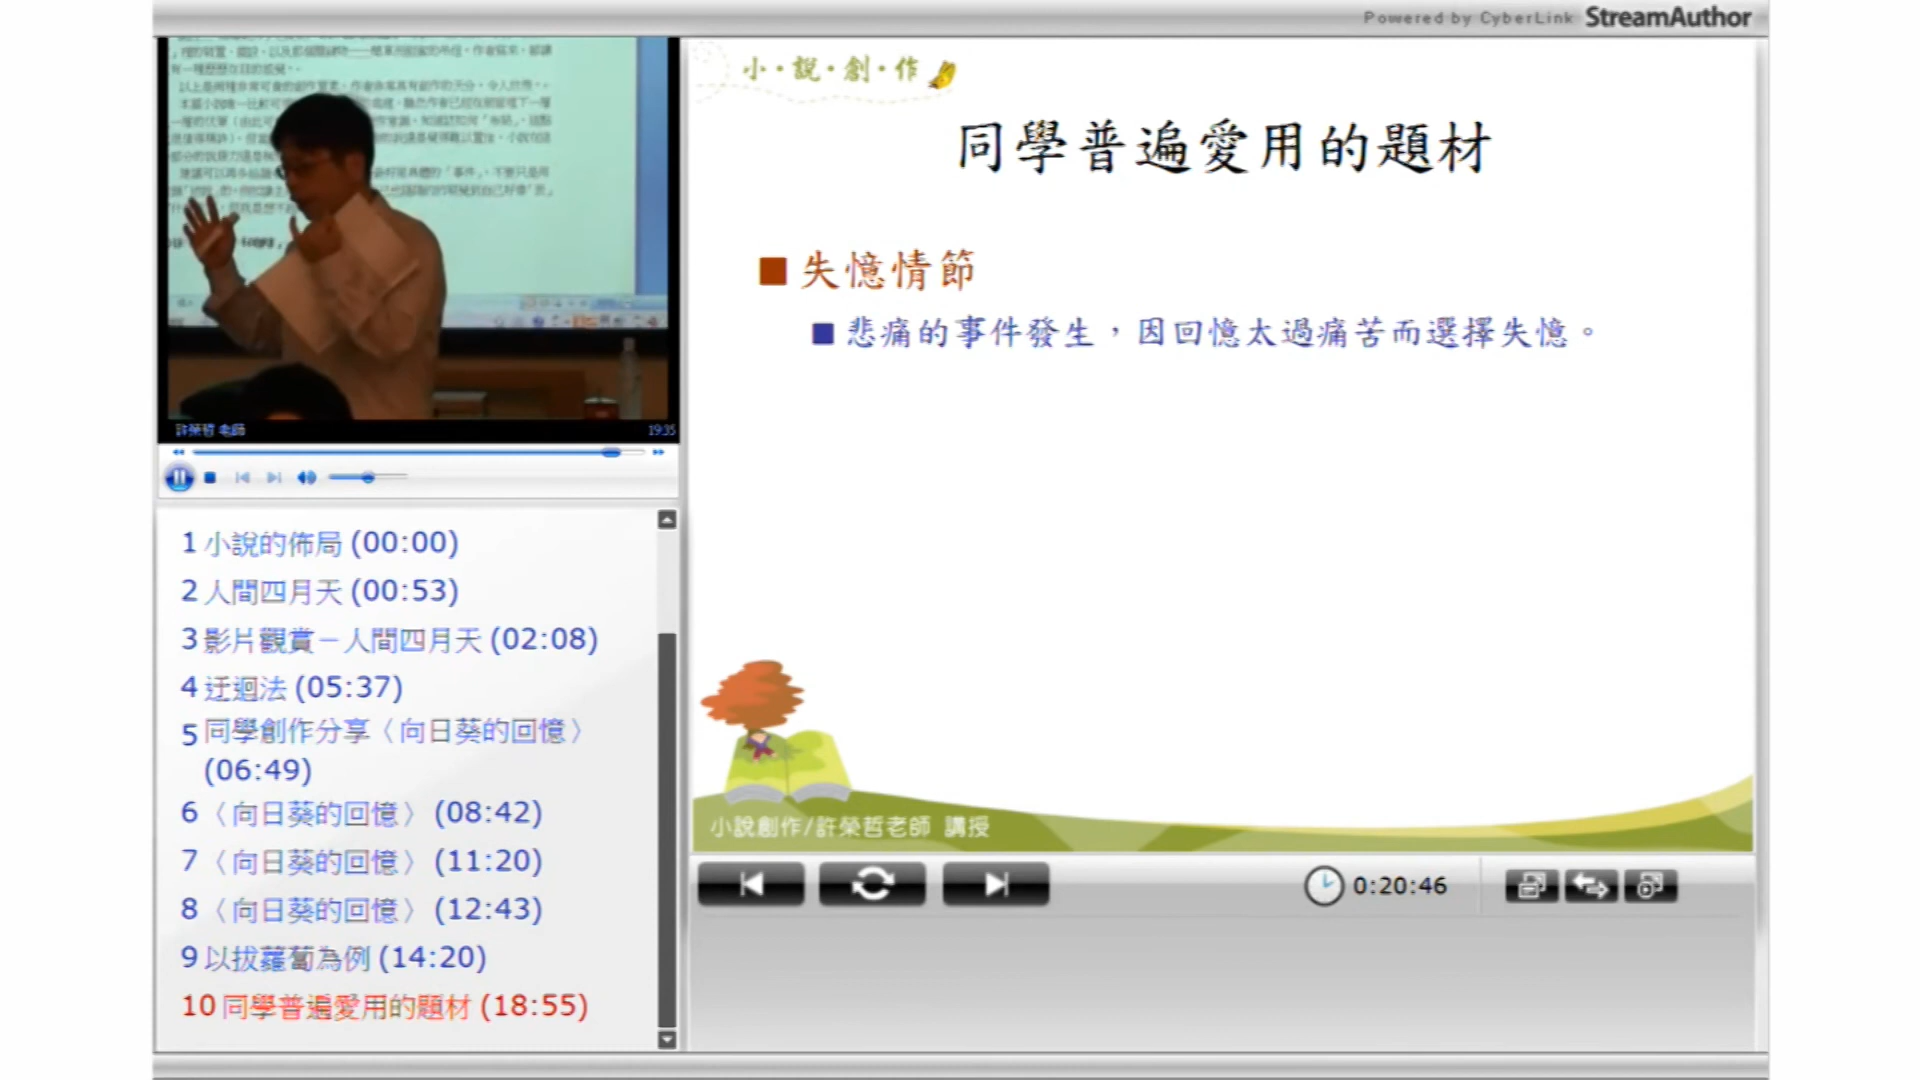 Powered by CyberLink StreamAuthor
許榮哲 老師
19:35
1 小說的佈局 (00:00)
2 人間四月天 (00:53)
3 影片觀賞－人間四月天 (02:08)
4 迂迴法 (05:37)
5 同學創作分享〈向日葵的回憶〉
(06:49)
6 〈向日葵的回憶〉 (08:42)
7 〈向日葵的回憶〉 (11:20)
8 〈向日葵的回憶〉 (12:43)
9 以拔蘿蔔為例 (14:20)
10 同學普遍愛用的題材 (18:55)
小·說·創·作
同學普遍愛用的題材
失憶情節
悲痛的事件發生，因回憶太過痛苦而選擇失憶。
小說創作/許榮哲老師 講授
0:20:46